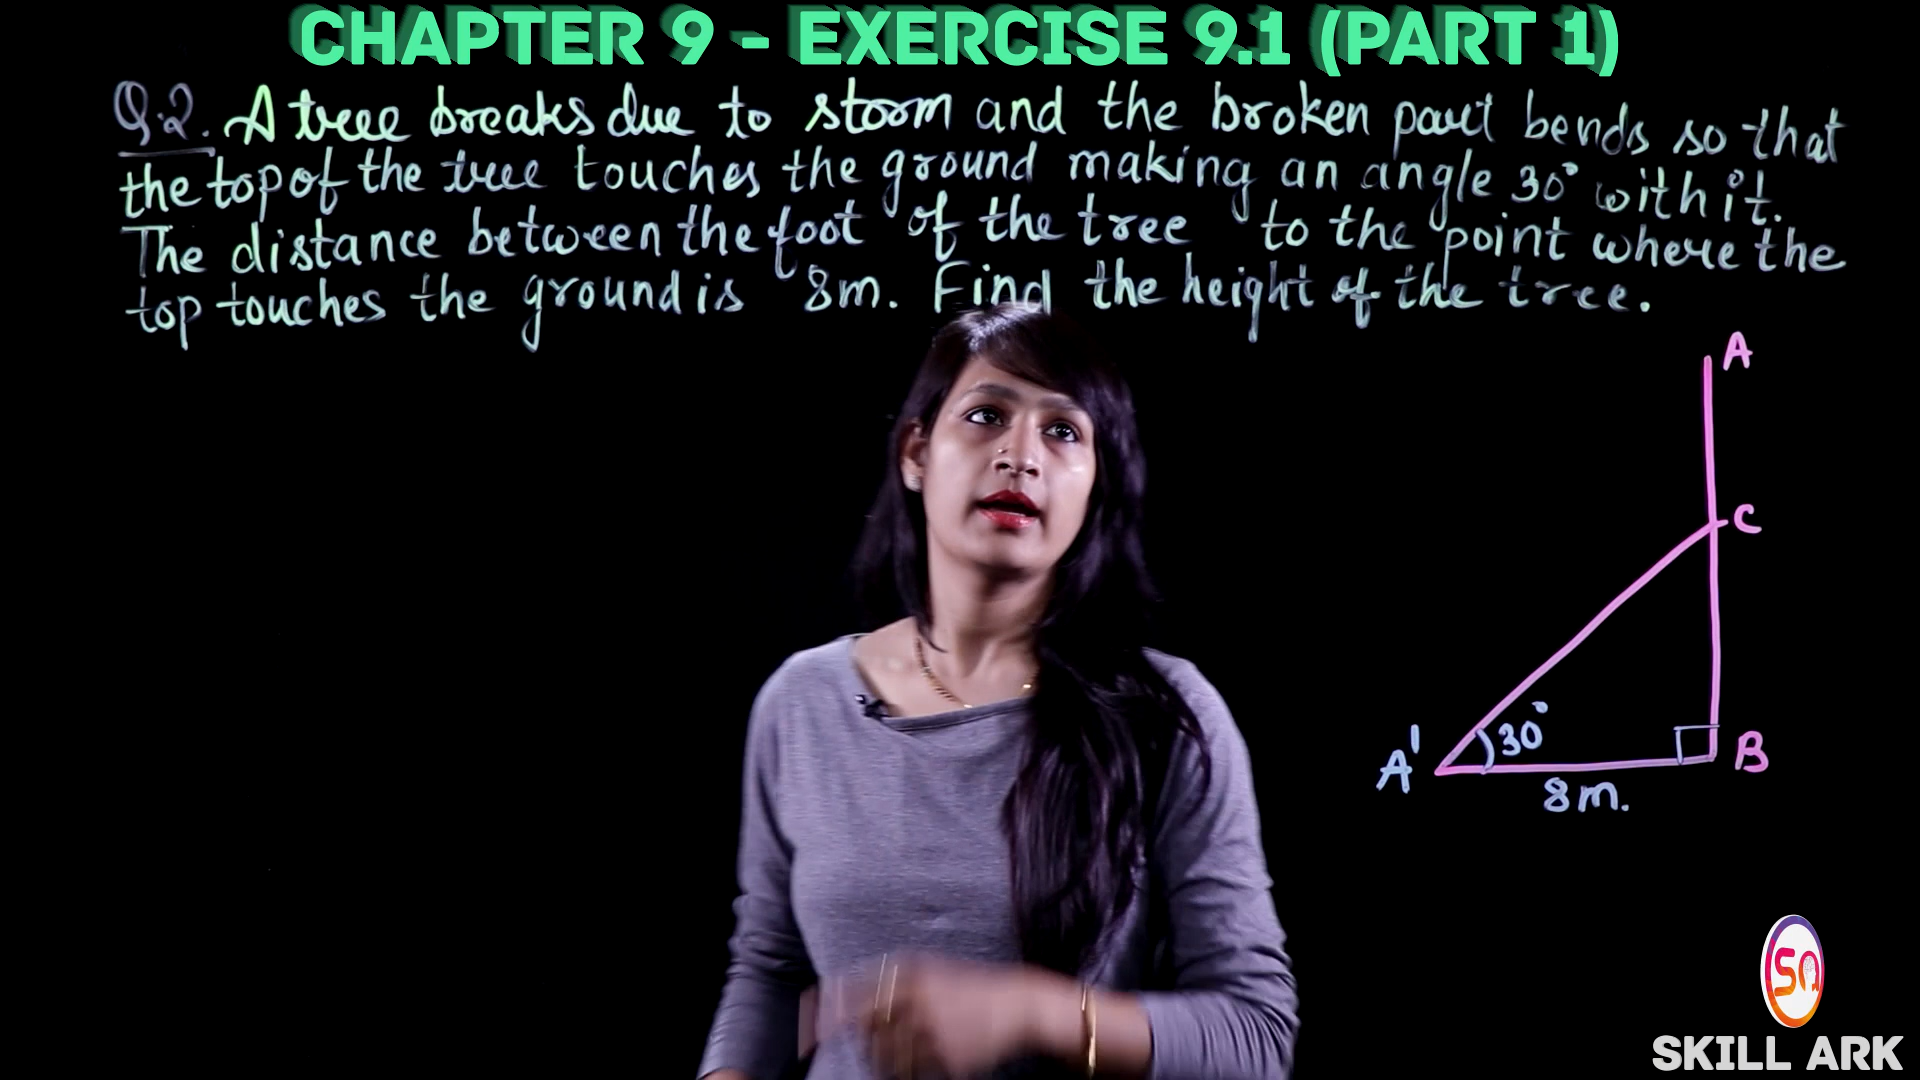 CHAPTER 9 - EXERCISE 9.1 (PART 1)
Q.2. A tree breaks due to storm and the broken part bends so that
the top of the tree touches the ground making an angle 30° with it.
The distance between the foot of the tree to the point where the
top touches the ground is 8m. Find the height of the tree.
A
C
A' 30° B
8m.
SA
SKILL ARK